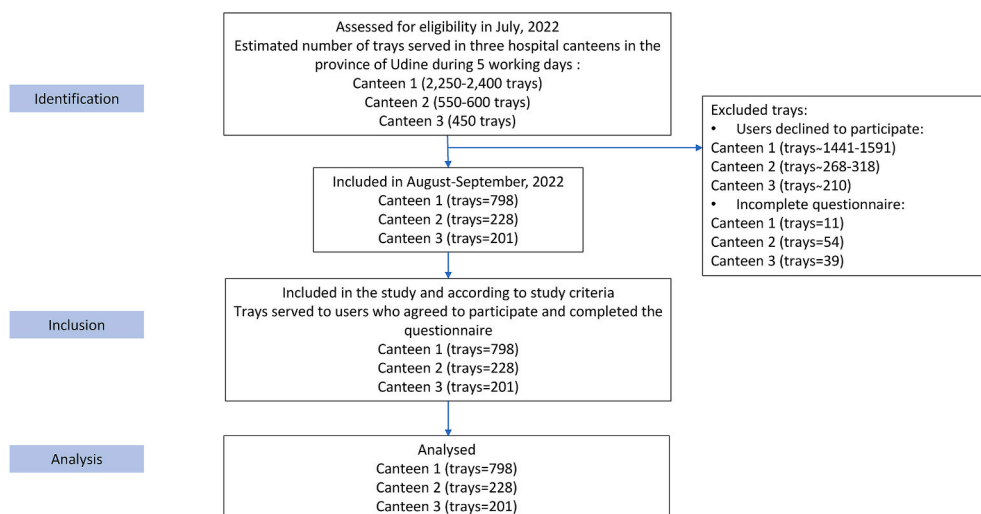 Assessed for eligibility in July, 2022
Estimated number of trays served in three hospital canteens in the
province of Udine during 5 working days :
Canteen 1 (2,250-2,400 trays)
Canteen 2 (550-600 trays)
Canteen 3 (450 trays)
Identification
Excluded trays:
• Users declined to participate:
Canteen 1 (trays~1441-1591)
Canteen 2 (trays~268-318)
Canteen 3 (trays~210)
• Incomplete questionnaire:
Canteen 1 (trays=11)
Canteen 2 (trays=54)
Canteen 3 (trays=39)
Included in August-September, 2022
Canteen 1 (trays=798)
Canteen 2 (trays=228)
Canteen 3 (trays=201)
Inclusion
Included in the study and according to study criteria
Trays served to users who agreed to participate and completed the
questionnaire
Canteen 1 (trays=798)
Canteen 2 (trays=228)
Canteen 3 (trays=201)
Analysis
Analysed
Canteen 1 (trays=798)
Canteen 2 (trays=228)
Canteen 3 (trays=201)